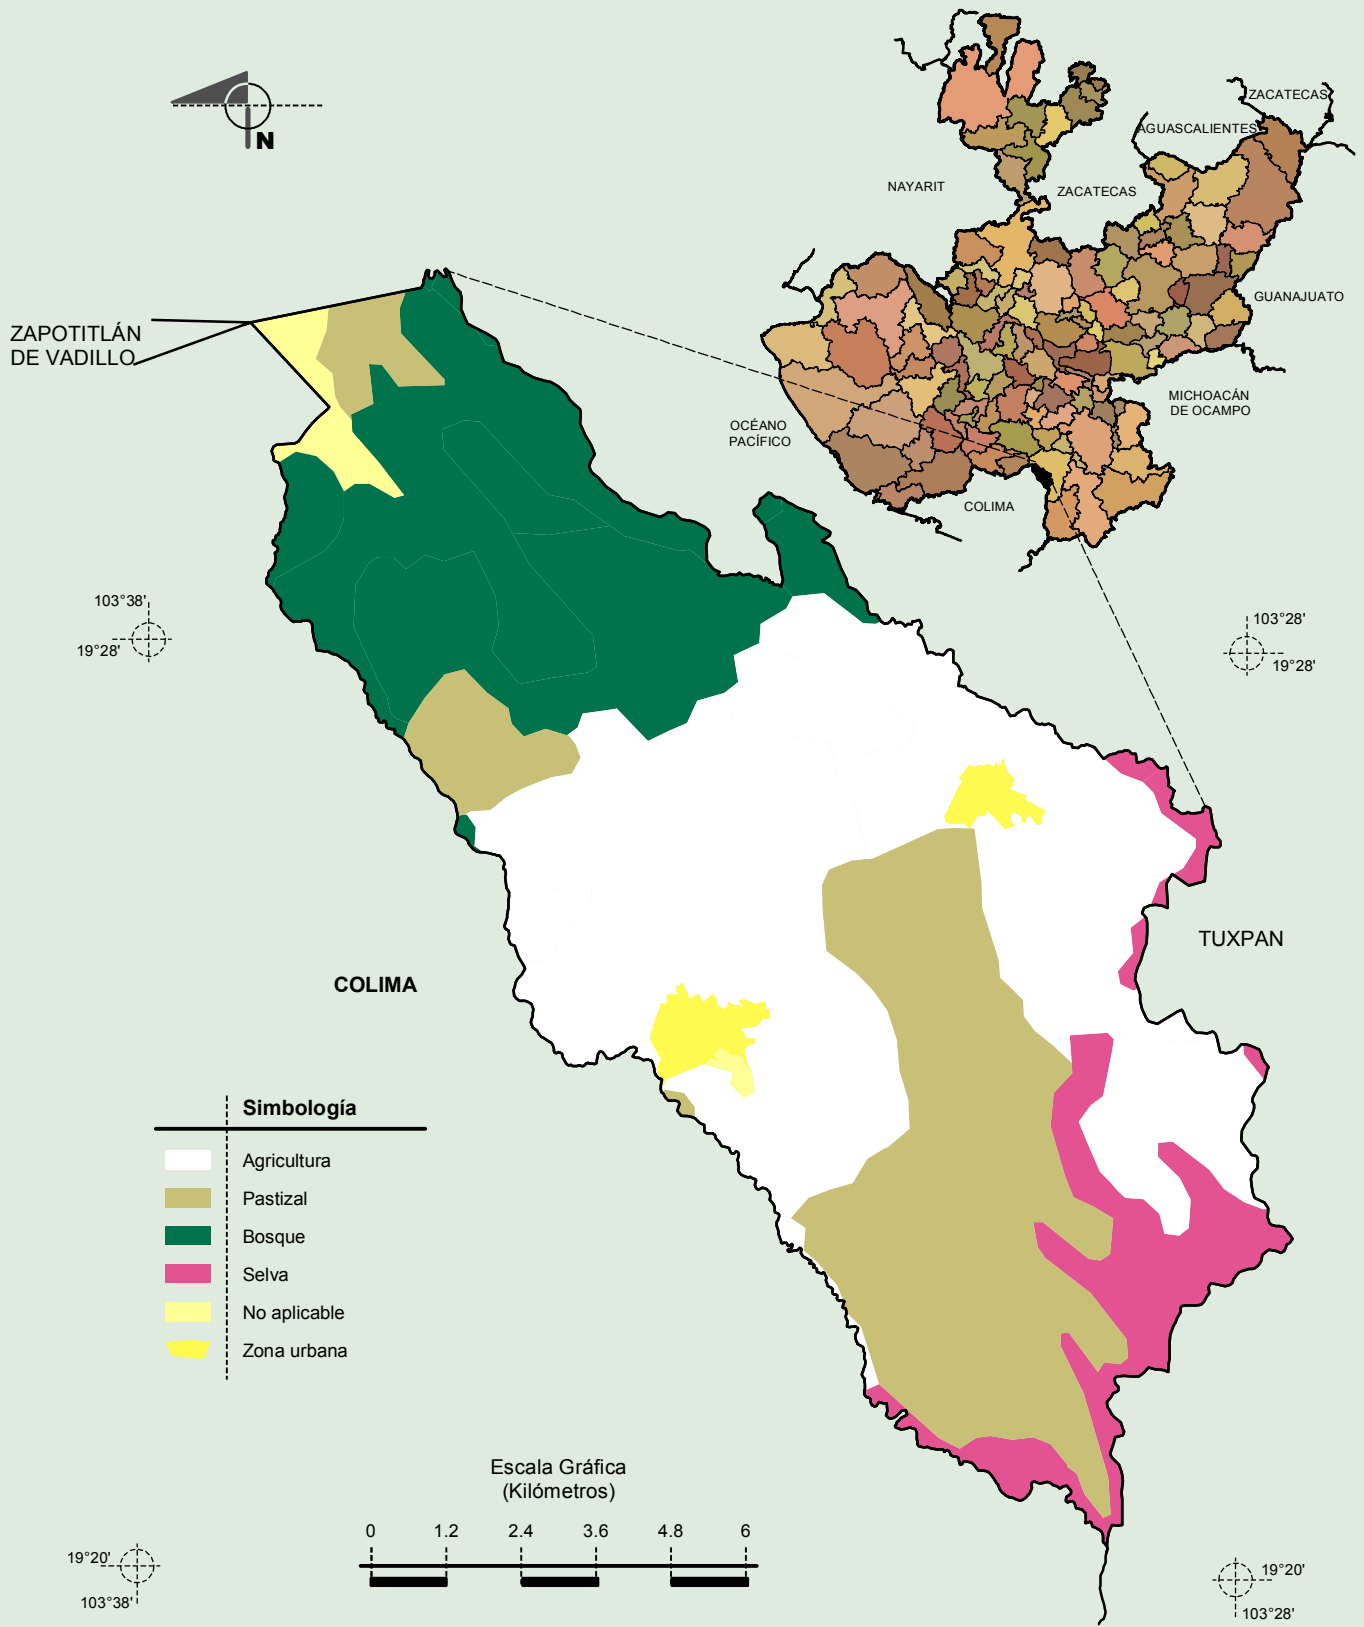 N
ZACATECAS
AGUASCALIENTES
NAYARIT
ZACATECAS
GUANAJUATO
MICHOACÁN
DE OCAMPO
OCÉANO
PACÍFICO
COLIMA
ZAPOTITLÁN
DE VADILLO
103°38'
19°28'
103°28'
19°28'
TUXPAN
COLIMA
Simbología
Agricultura
Pastizal
Bosque
Selva
No aplicable
Zona urbana
Escala Gráfica
(Kilómetros)
0 1.2 2.4 3.6 4.8 6
19°20'
103°38'
19°20'
103°28'